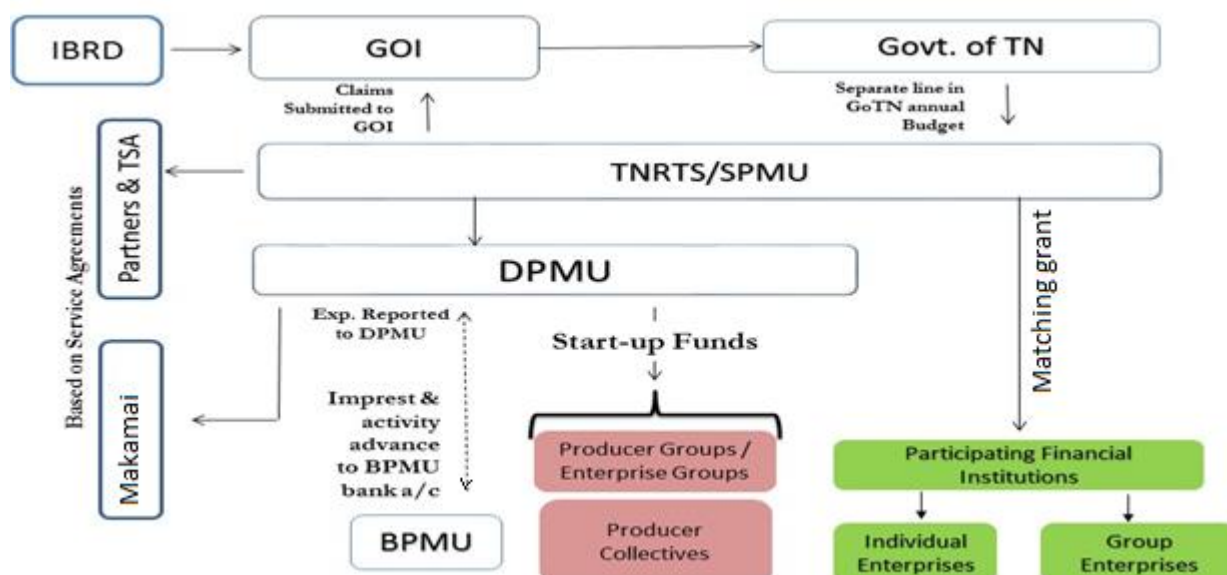 IBRD
GOI
Govt. of TN
Claims
Submitted to
GOI
Separate line in
GoTN annual
Budget
TNRTS/SPMU
Partners & TSA
Based on Service Agreements
Matching grant
DPMU
Exp. Reported
to DPMU
Start-up Funds
Makamai
Imprest &
activity
advance
to BPMU
bank a/c
Producer Groups /
Enterprise Groups
Participating Financial
Institutions
BPMU
Producer
Collectives
Individual
Enterprises
Group
Enterprises